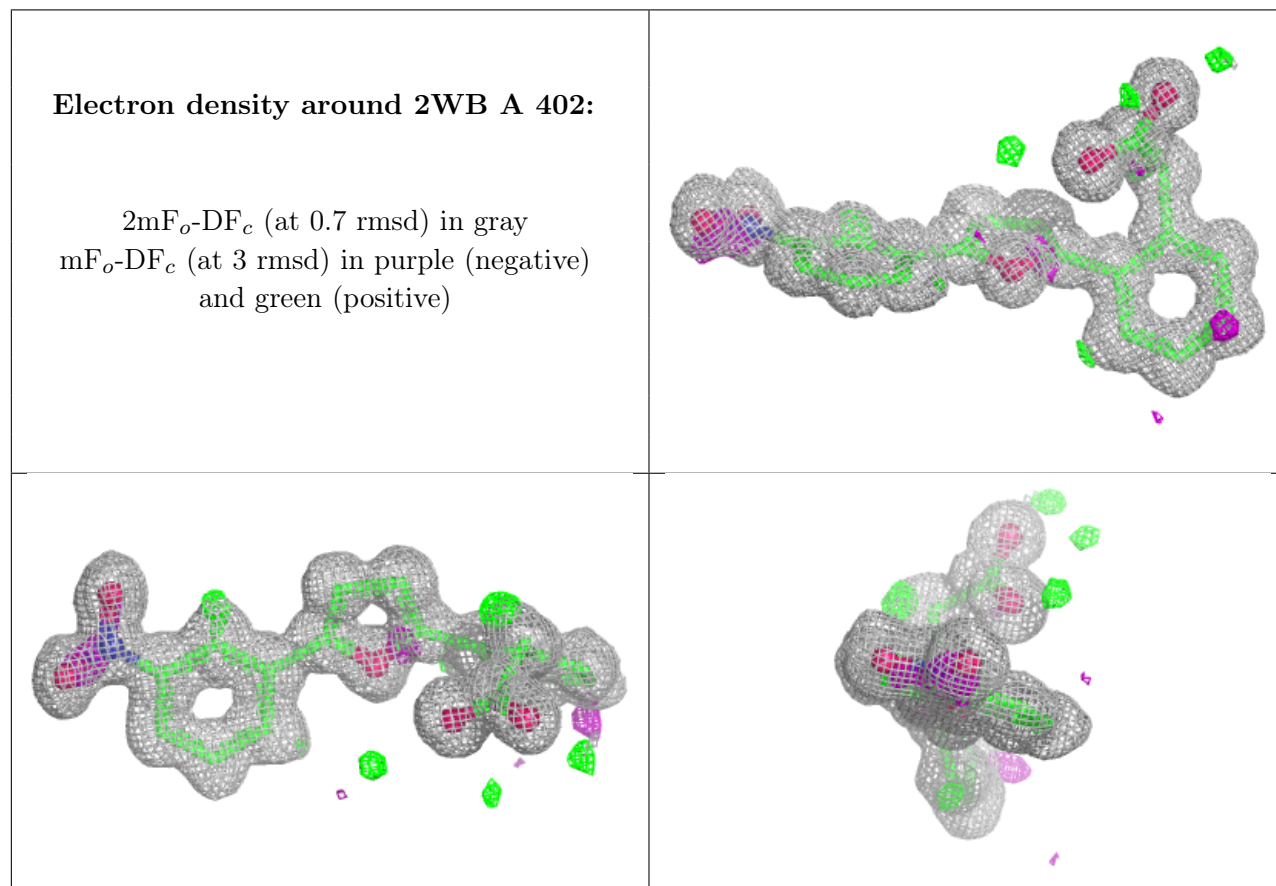 Electron density around 2WB A 402:
2mFo-DFc (at 0.7 rmsd) in gray
mFo-DFc (at 3 rmsd) in purple (negative)
and green (positive)